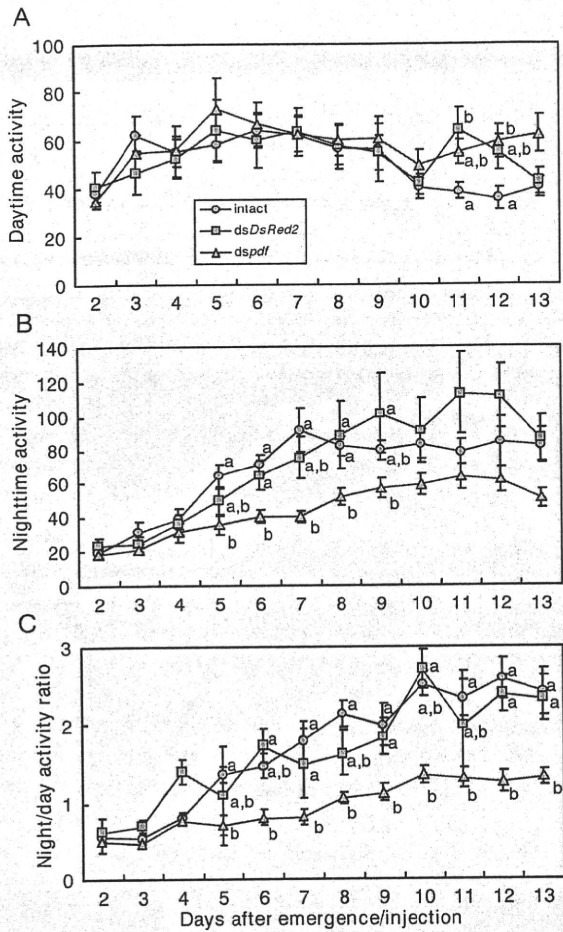 A
Daytime activity
100
80
60
40
20
0
b
b
a,b
a,b
a
a
intact
dsDsRed2
dspdf
2 3 4 5 6 7 8 9 10 11 12 13
B
Nighttime activity
140
120
100
80
60
40
20
0
a
a
a
a
a
a,b
a
a,b
a,b
b
b
b
b
b
2 3 4 5 6 7 8 9 10 11 12 13
C
Night/day activity ratio
3
2
1
0
a
a
a
a
a
a
a
a
a
a,b
a,b
a
a,b
a,b
a
b
b
b
b
b
b
b
b
b
2 3 4 5 6 7 8 9 10 11 12 13
Days after emergence/injection